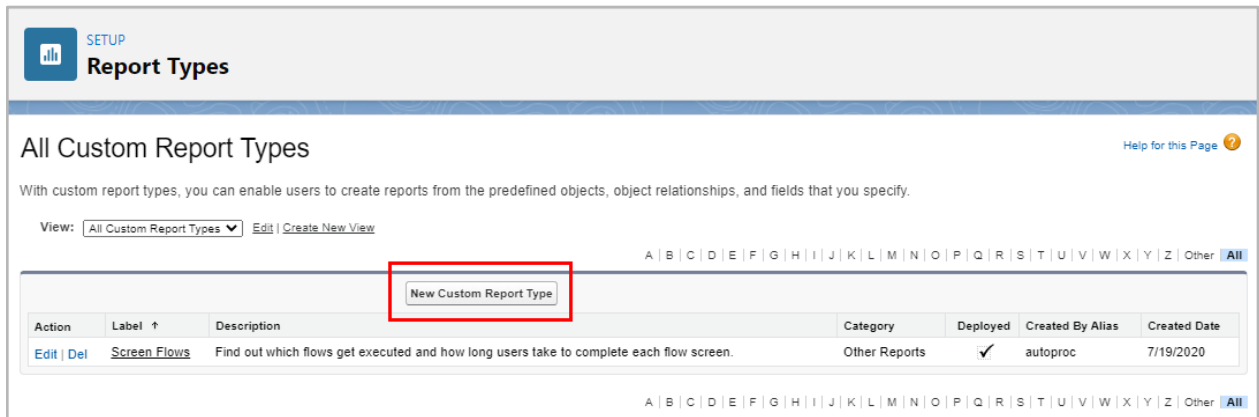 SETUP
Report Types
All Custom Report Types
Help for this Page ?
With custom report types, you can enable users to create reports from the predefined objects, object relationships, and fields that you specify.
View: All Custom Report Types Edit | Create New View
A | B | C | D | E | F | G | H | I | J | K | L | M | N | O | P | Q | R | S | T | U | V | W | X | Y | Z | Other All
New Custom Report Type
Action Label ↑ Description Category Deployed Created By Alias Created Date
Edit | Del Screen Flows Find out which flows get executed and how long users take to complete each flow screen. Other Reports ✓ autoproc 7/19/2020
A | B | C | D | E | F | G | H | I | J | K | L | M | N | O | P | Q | R | S | T | U | V | W | X | Y | Z | Other All